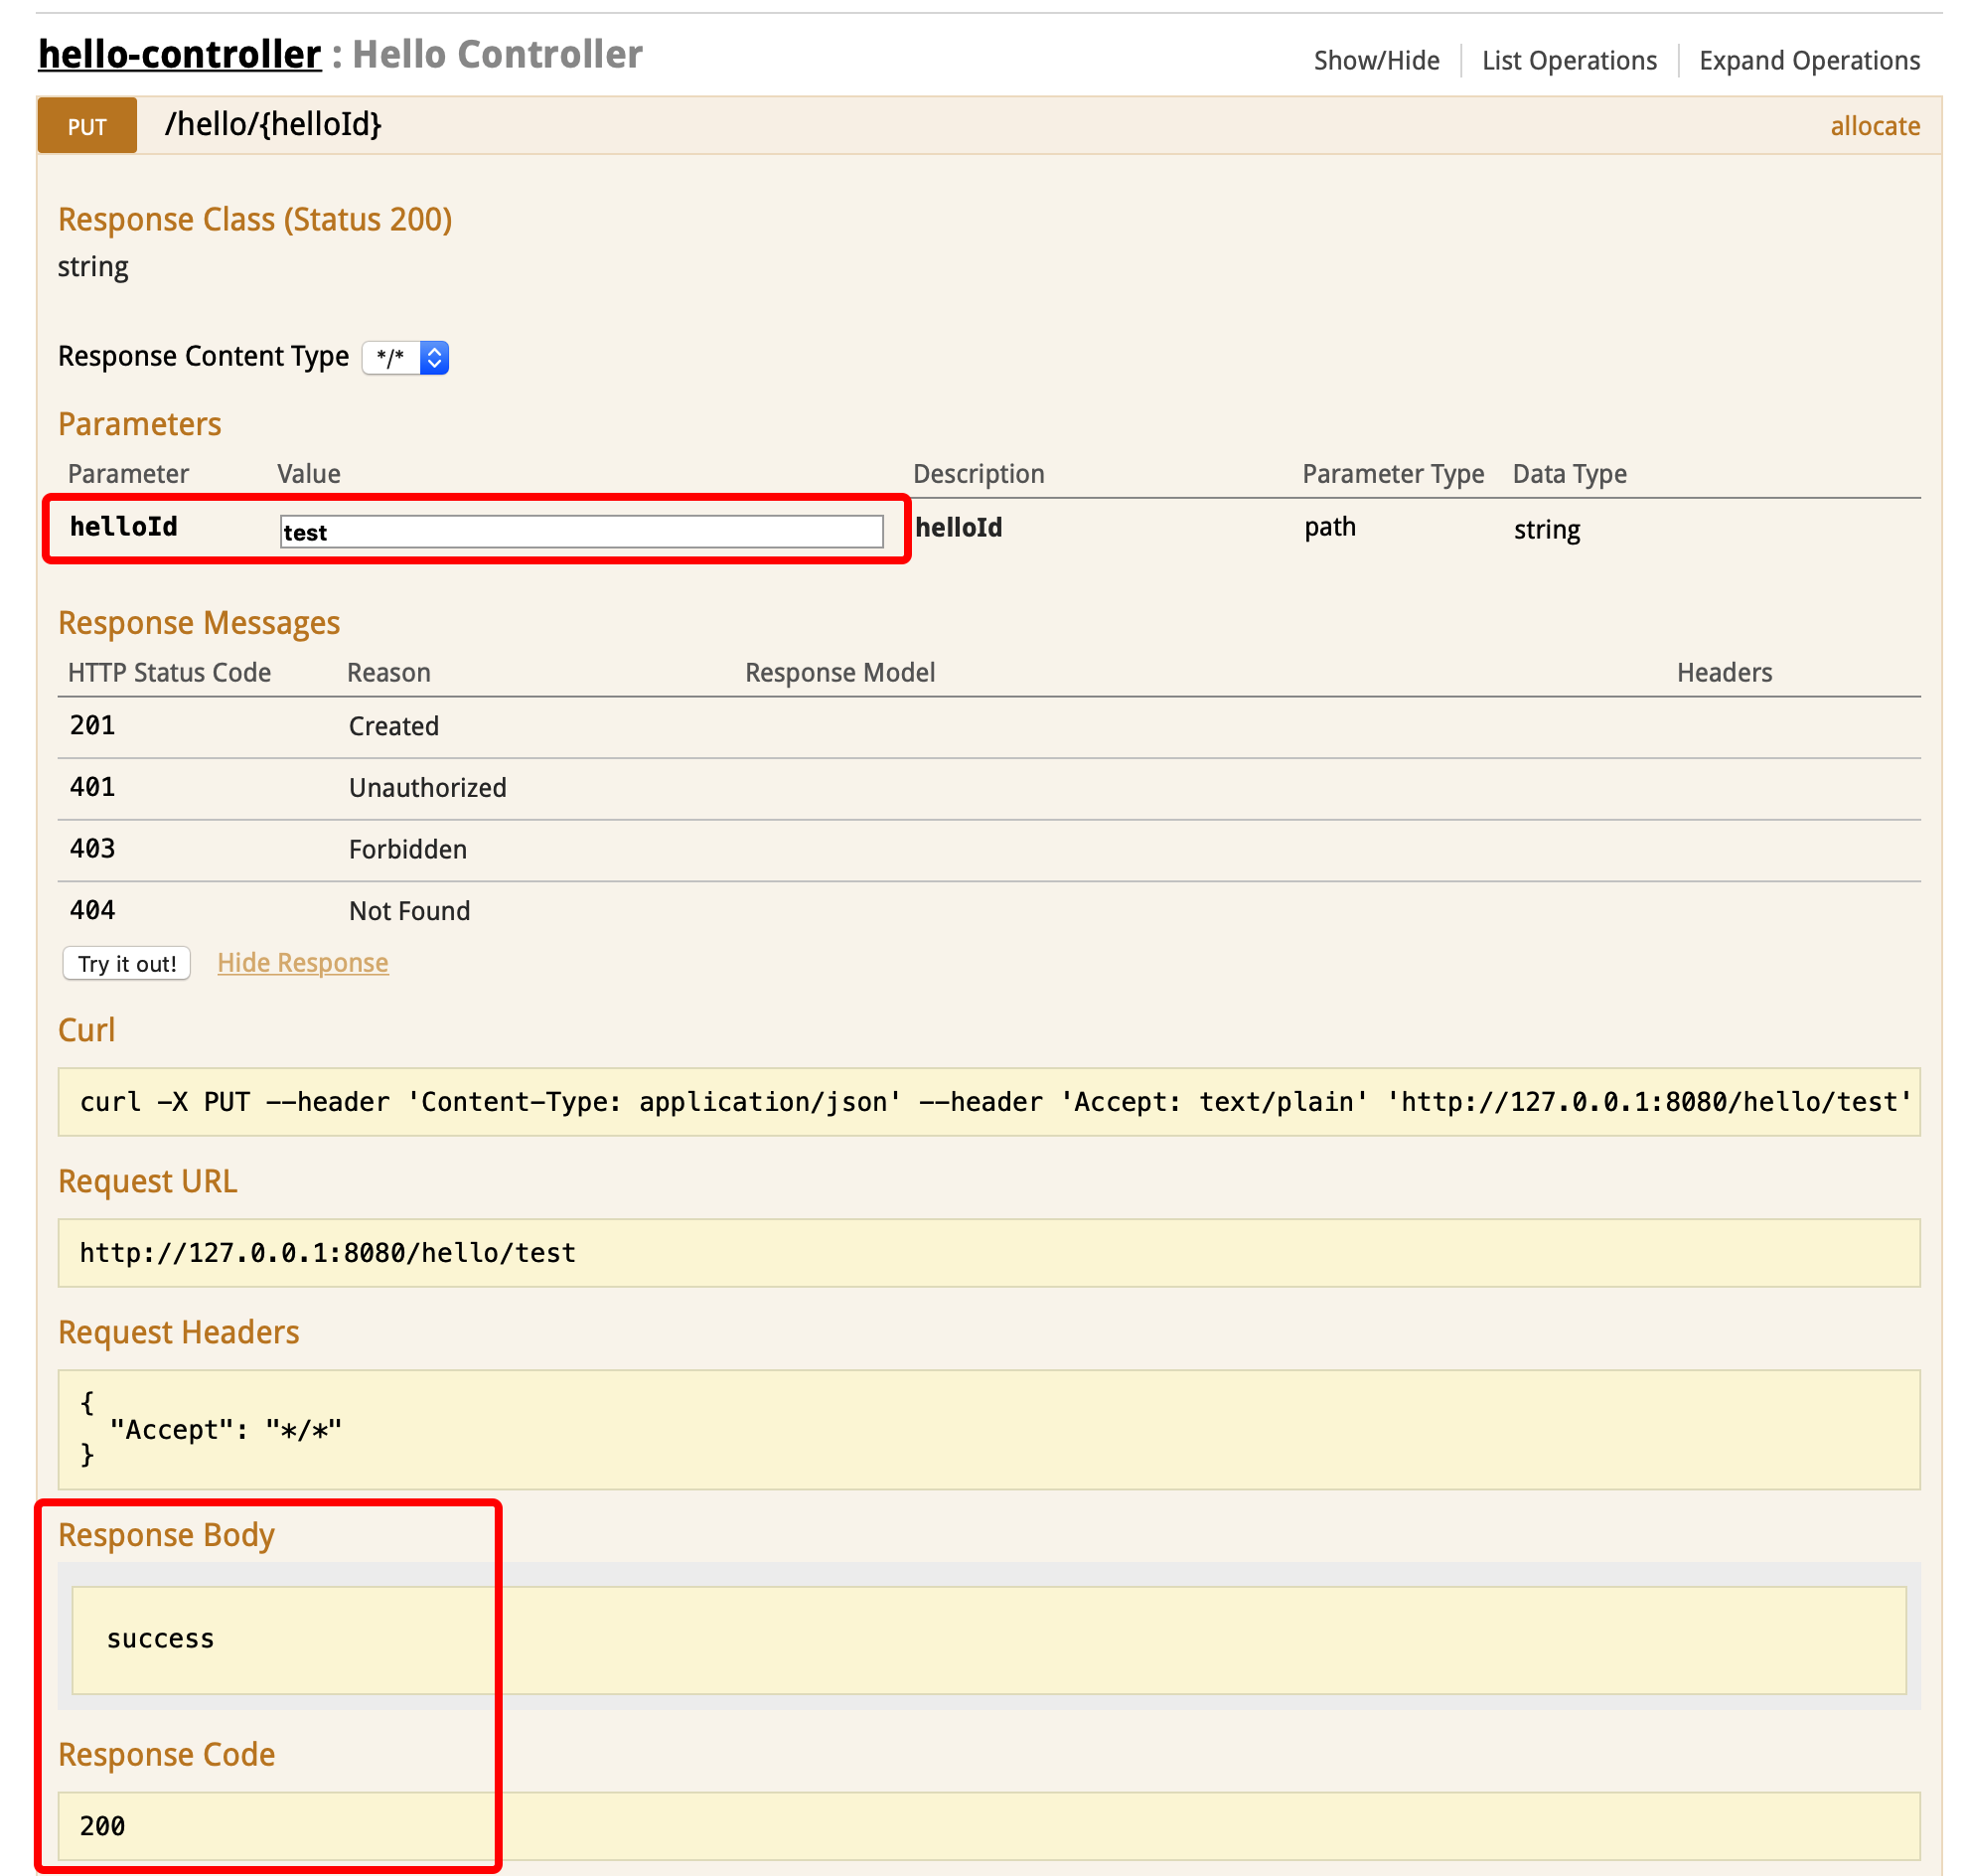 hello-controller : Hello Controller
Show/Hide List Operations Expand Operations
PUT /hello/{helloId} allocate
Response Class (Status 200)
string
Response Content Type */*
Parameters
Parameter Value Description Parameter Type Data Type
helloId test helloId path string
Response Messages
HTTP Status Code Reason Response Model Headers
201 Created
401 Unauthorized
403 Forbidden
404 Not Found
Try it out! Hide Response
Curl
curl -X PUT --header 'Content-Type: application/json' --header 'Accept: text/plain' 'http://127.0.0.1:8080/hello/test'
Request URL
http://127.0.0.1:8080/hello/test
Request Headers
{
"Accept": "*/*"
}
Response Body
success
Response Code
200